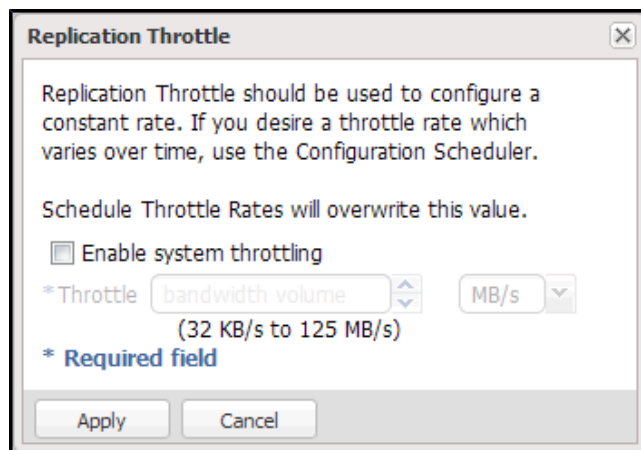 Replication Throttle
Replication Throttle should be used to configure a
constant rate. If you desire a throttle rate which
varies over time, use the Configuration Scheduler.
Schedule Throttle Rates will overwrite this value.
Enable system throttling
*Throttle bandwidth volume MB/s
(32 KB/s to 125 MB/s)
* Required field
Apply Cancel